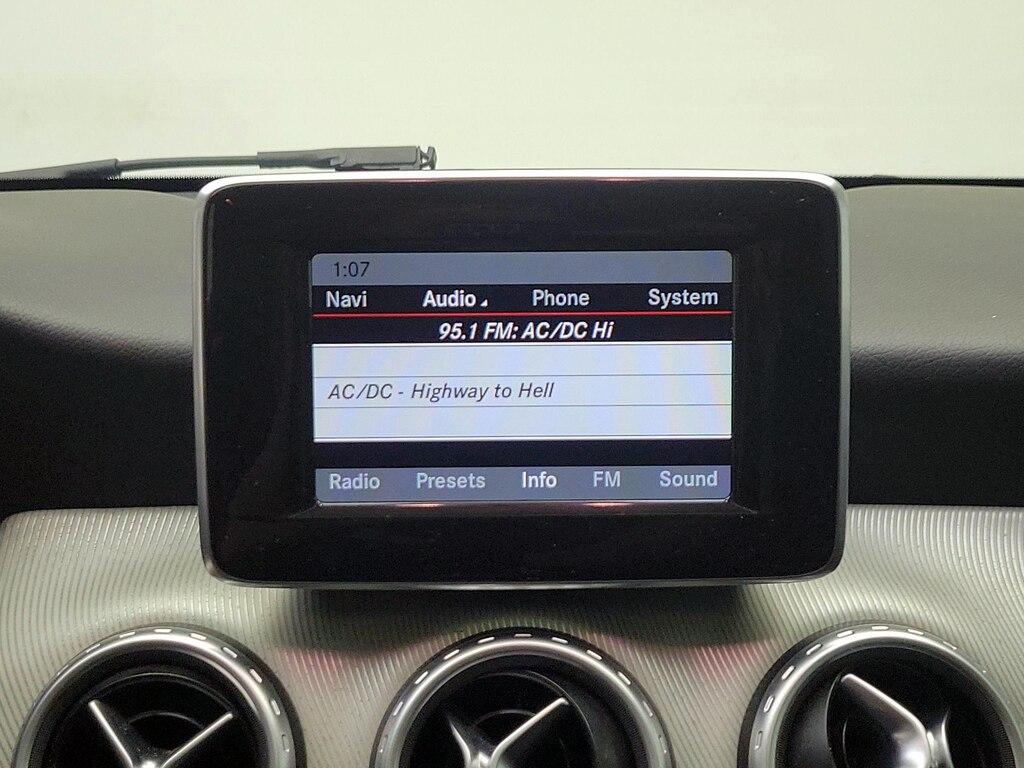 1:07
Navi Audio Phone System
95.1 FM: AC/DC Hi
AC/DC - Highway to Hell
Radio Presets Info FM Sound